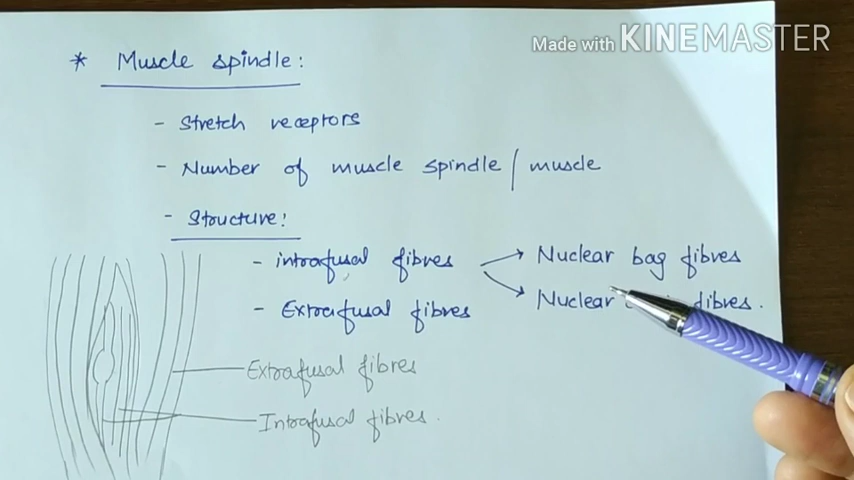 Made with KINEMASTER
* Muscle spindle:
- Stretch receptors
- Number of muscle spindle / muscle
- Structure:
- intrafusal fibres → Nuclear bag fibres
→ Nuclear fibres.
- Extrafusal fibres
Extrafusal fibres
Intrafusal fibres.